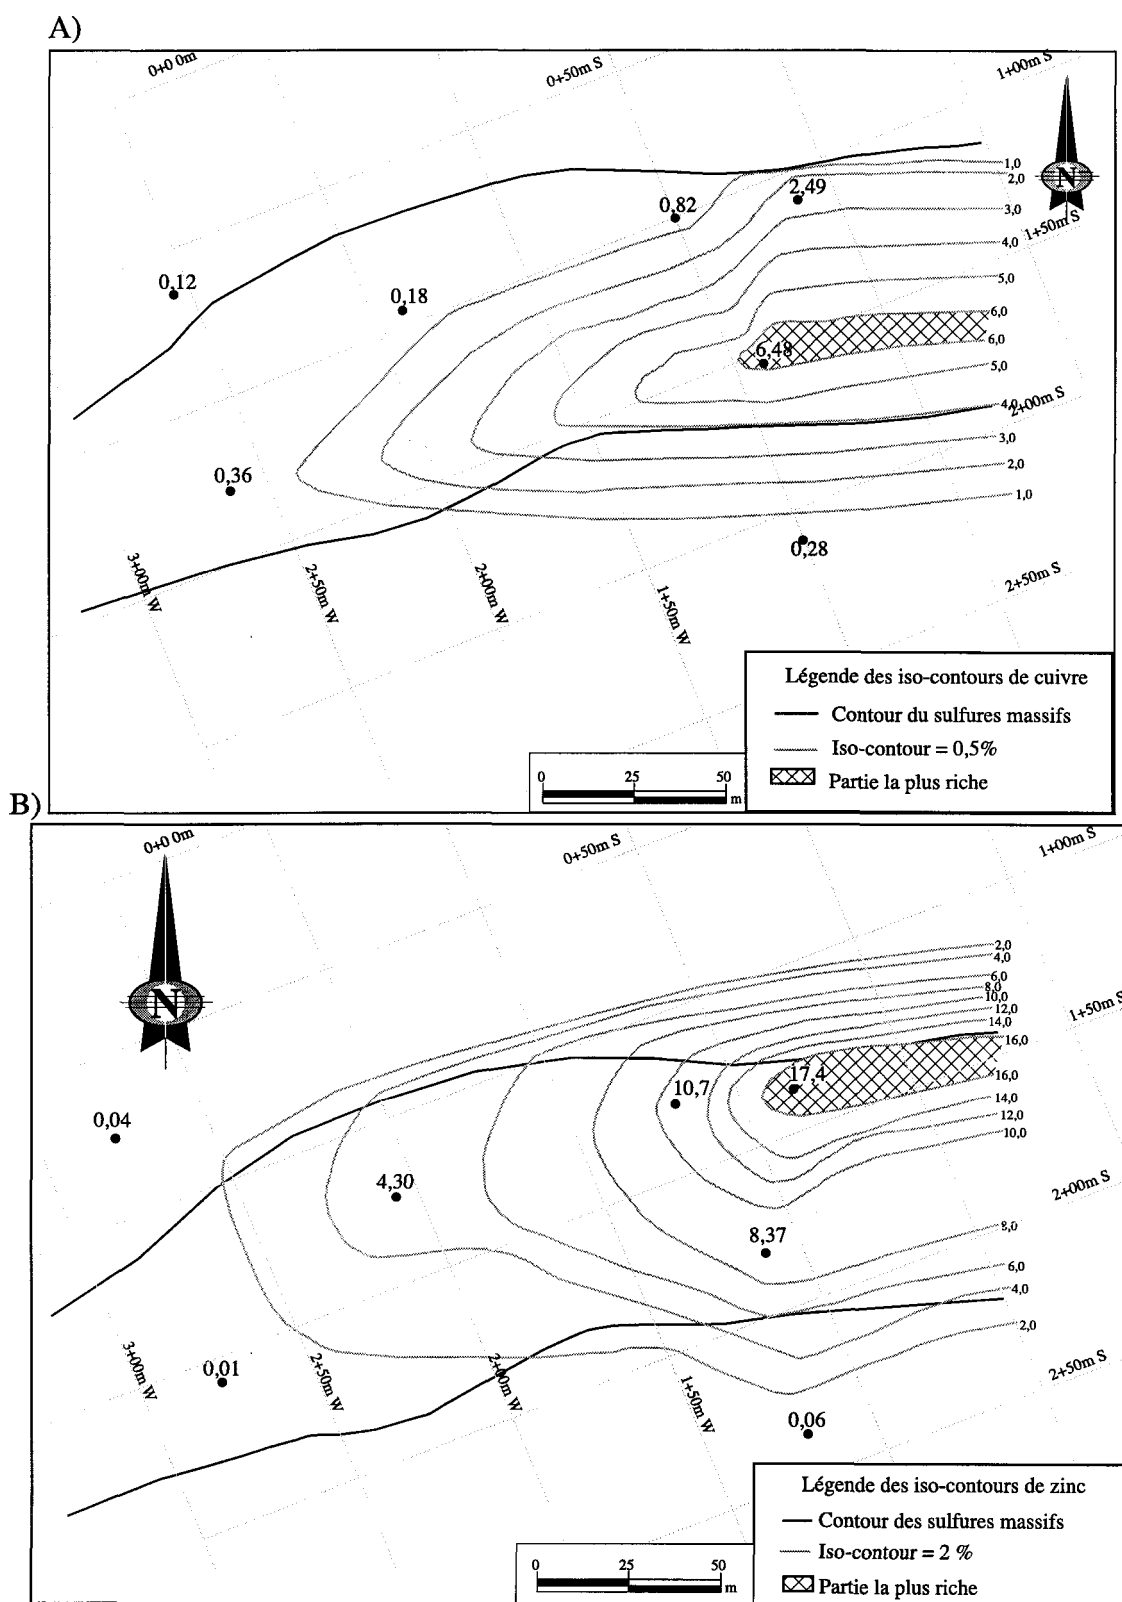 A)
0+0 0m
0+50m S
1+00m S
N
1,0
2,0
2,49
0,82
3,0
1+50m S
4,0
0,12
0,18
5,0
6,0
6,48
6,0
5,0
4,0
2+00m S
3,0
0,36
2,0
1,0
0,28
3+00m W
2+50m W
2+00m W
1+50m W
2+50m S
Légende des iso-contours de cuivre
Contour du sulfures massifs
Iso-contour = 0,5%
Partie la plus riche
0 25 50
m
B)
0+0 0m
0+50m S
1+00m S
N
2,0
4,0
6,0
8,0
10,0
12,0
14,0
1+50m S
16,0
17,4
16,0
10,7
14,0
12,0
0,04
10,0
4,30
2+00m S
8,37
8,0
6,0
4,0
2,0
0,01
3+00m W
2+50m W
2+00m W
1+50m W
2+50m S
0,06
Légende des iso-contours de zinc
Contour des sulfures massifs
Iso-contour = 2 %
Partie la plus riche
0 25 50
m